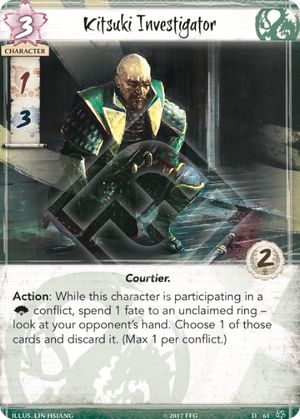 3
Kitsuki Investigator
CHARACTER
1
3
2
Courtier.
Action: While this character is participating in a
conflict, spend 1 fate to an unclaimed ring –
look at your opponent's hand. Choose 1 of those
cards and discard it. (Max 1 per conflict.)
ILLUS. LIN HSIANG
©2017 FFG
D 61